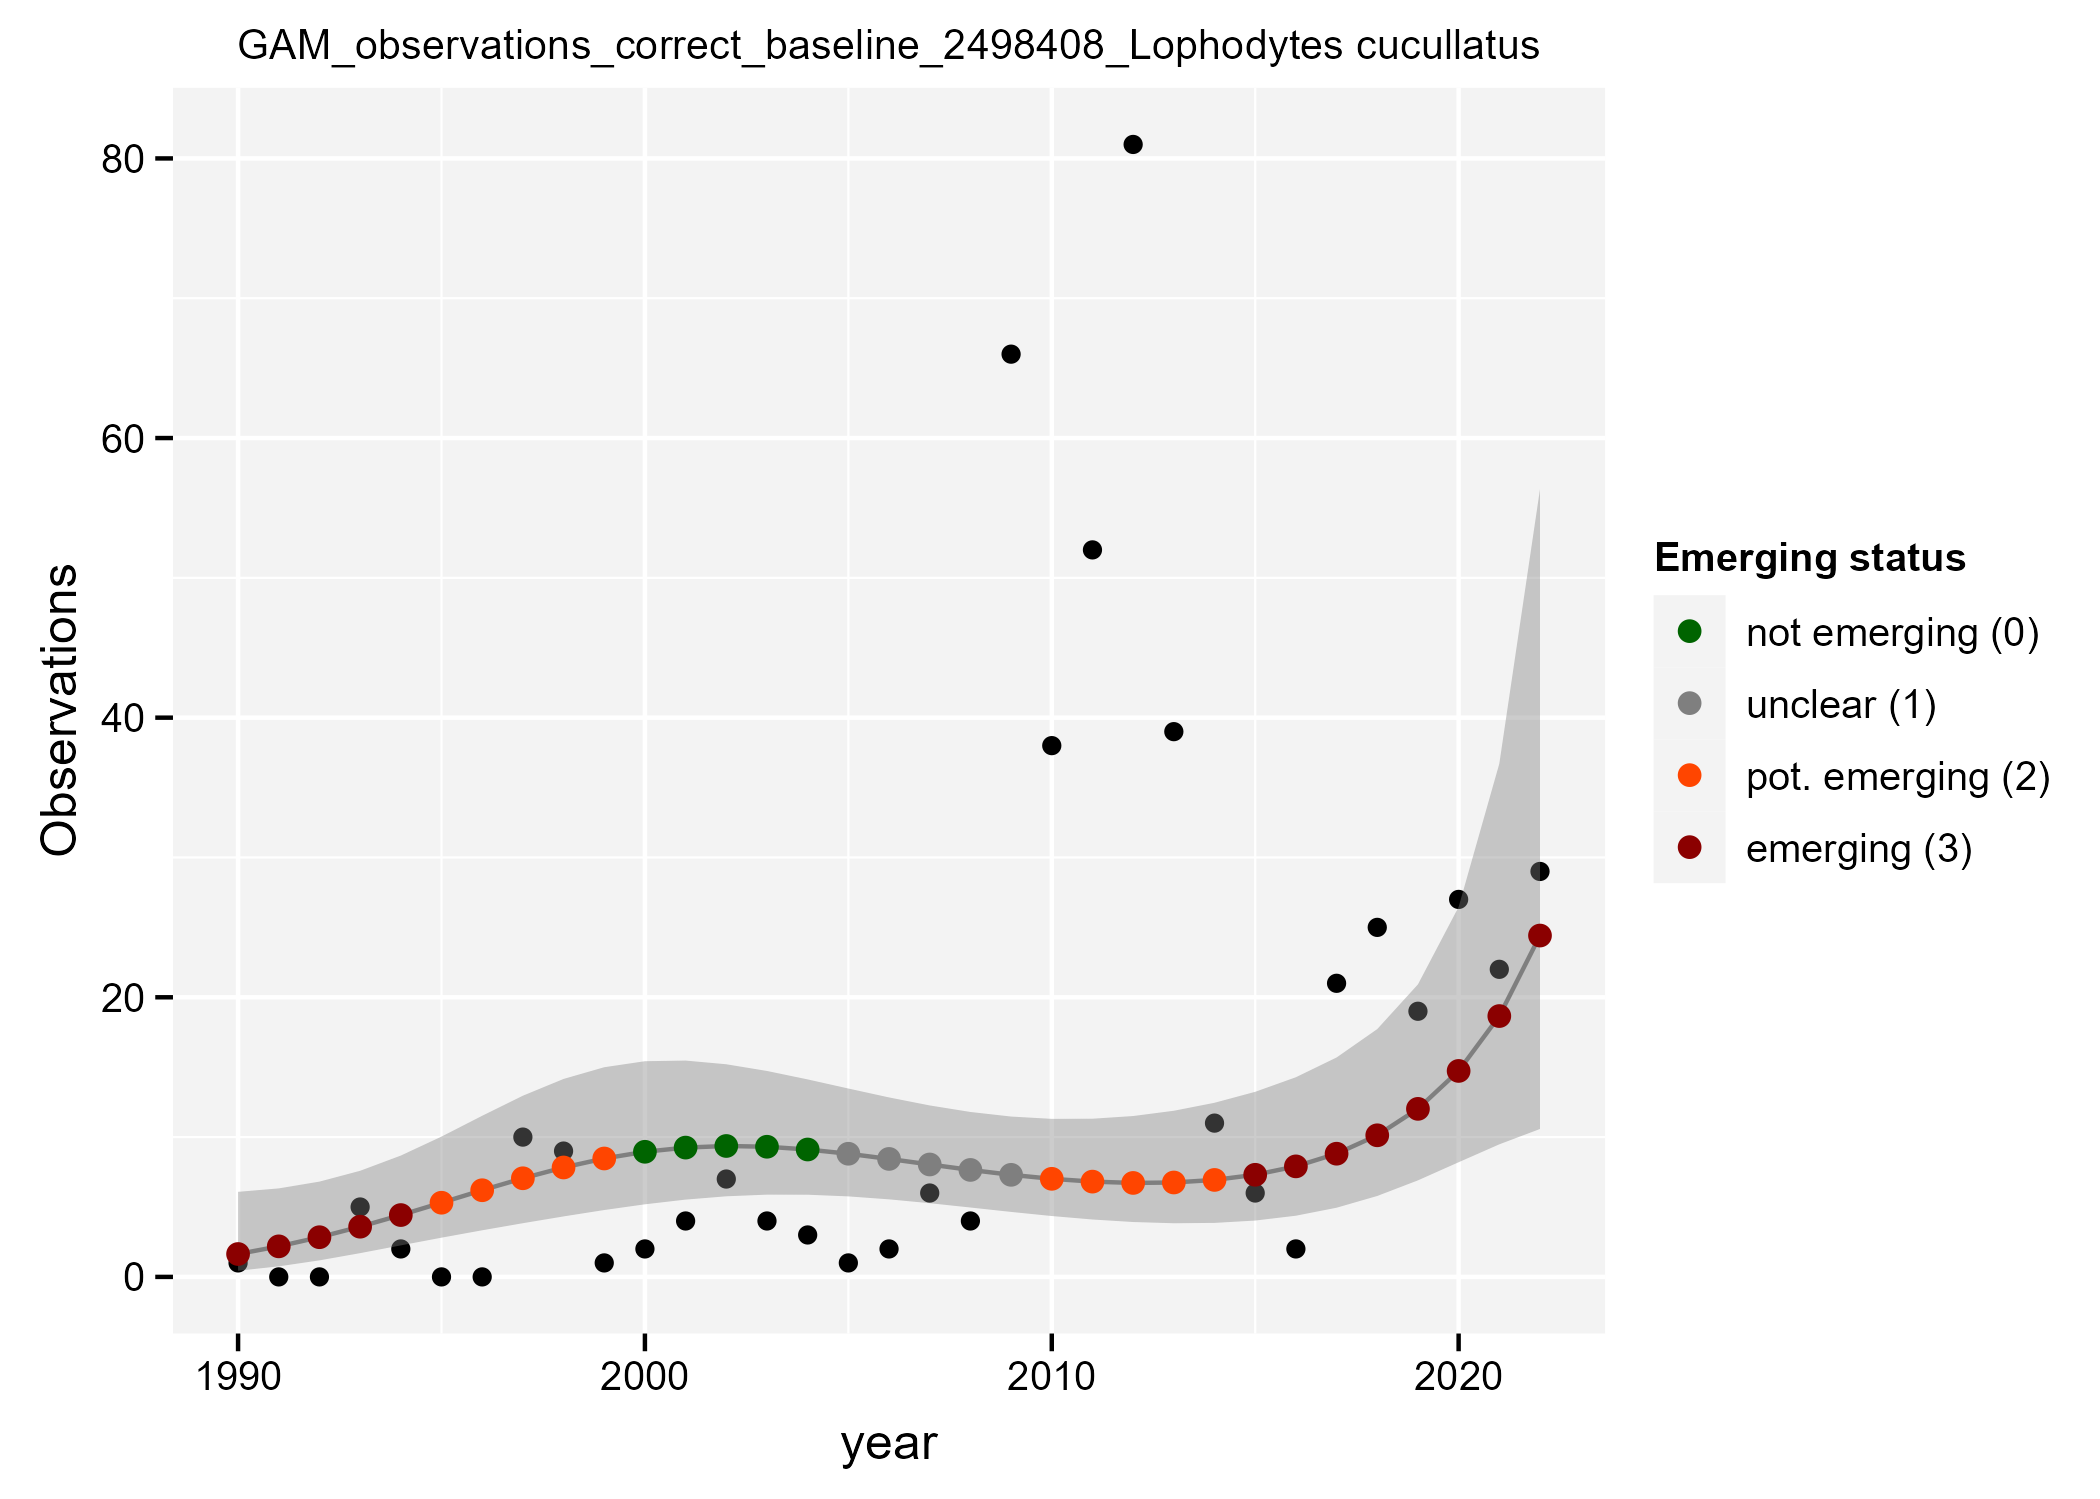 GAM_observations_correct_baseline_2498408_Lophodytes cucullatus
Observations
80
60
40
20
0
1990
2000
2010
2020
year
Emerging status
not emerging (0)
unclear (1)
pot. emerging (2)
emerging (3)